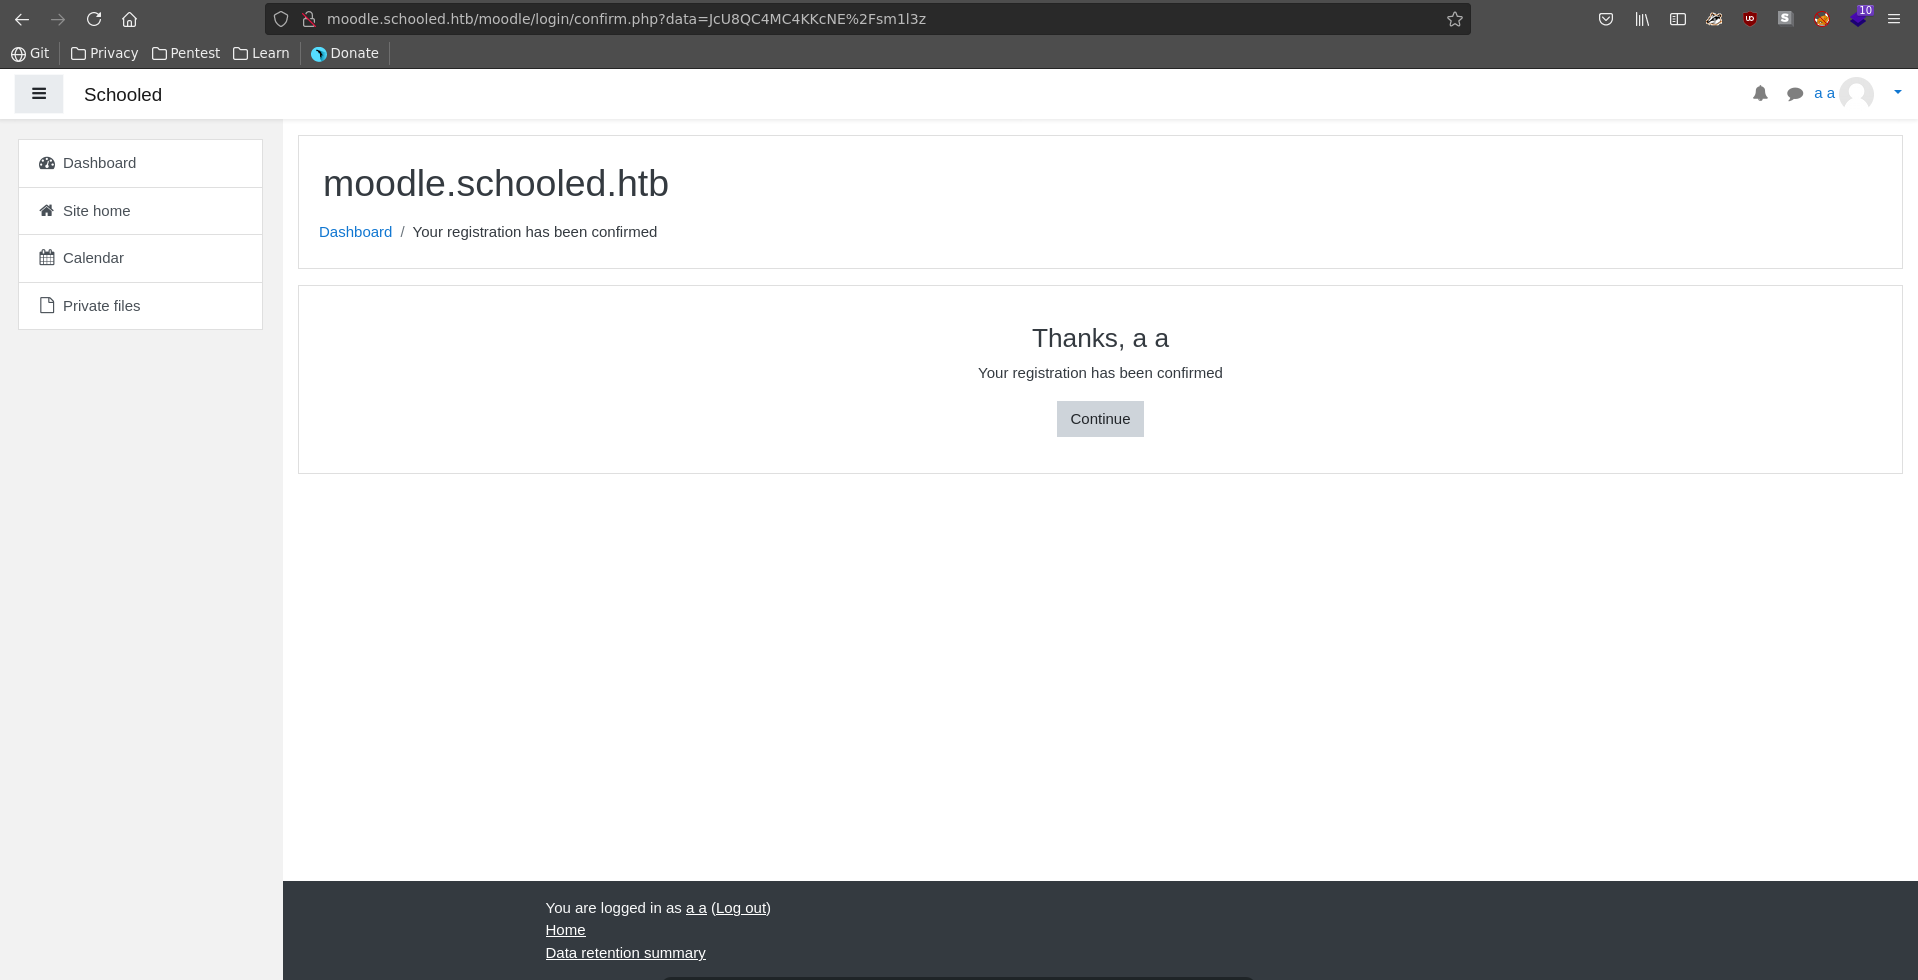 moodle.schooled.htb/moodle/login/confirm.php?data=JcU8QC4MC4KKcNE%2Fsm1l3z
10
Git Privacy Pentest Learn Donate
Schooled
a a
Dashboard
Site home
Calendar
Private files
moodle.schooled.htb
Dashboard / Your registration has been confirmed
Thanks, a a
Your registration has been confirmed
Continue
You are logged in as a a (Log out)
Home
Data retention summary